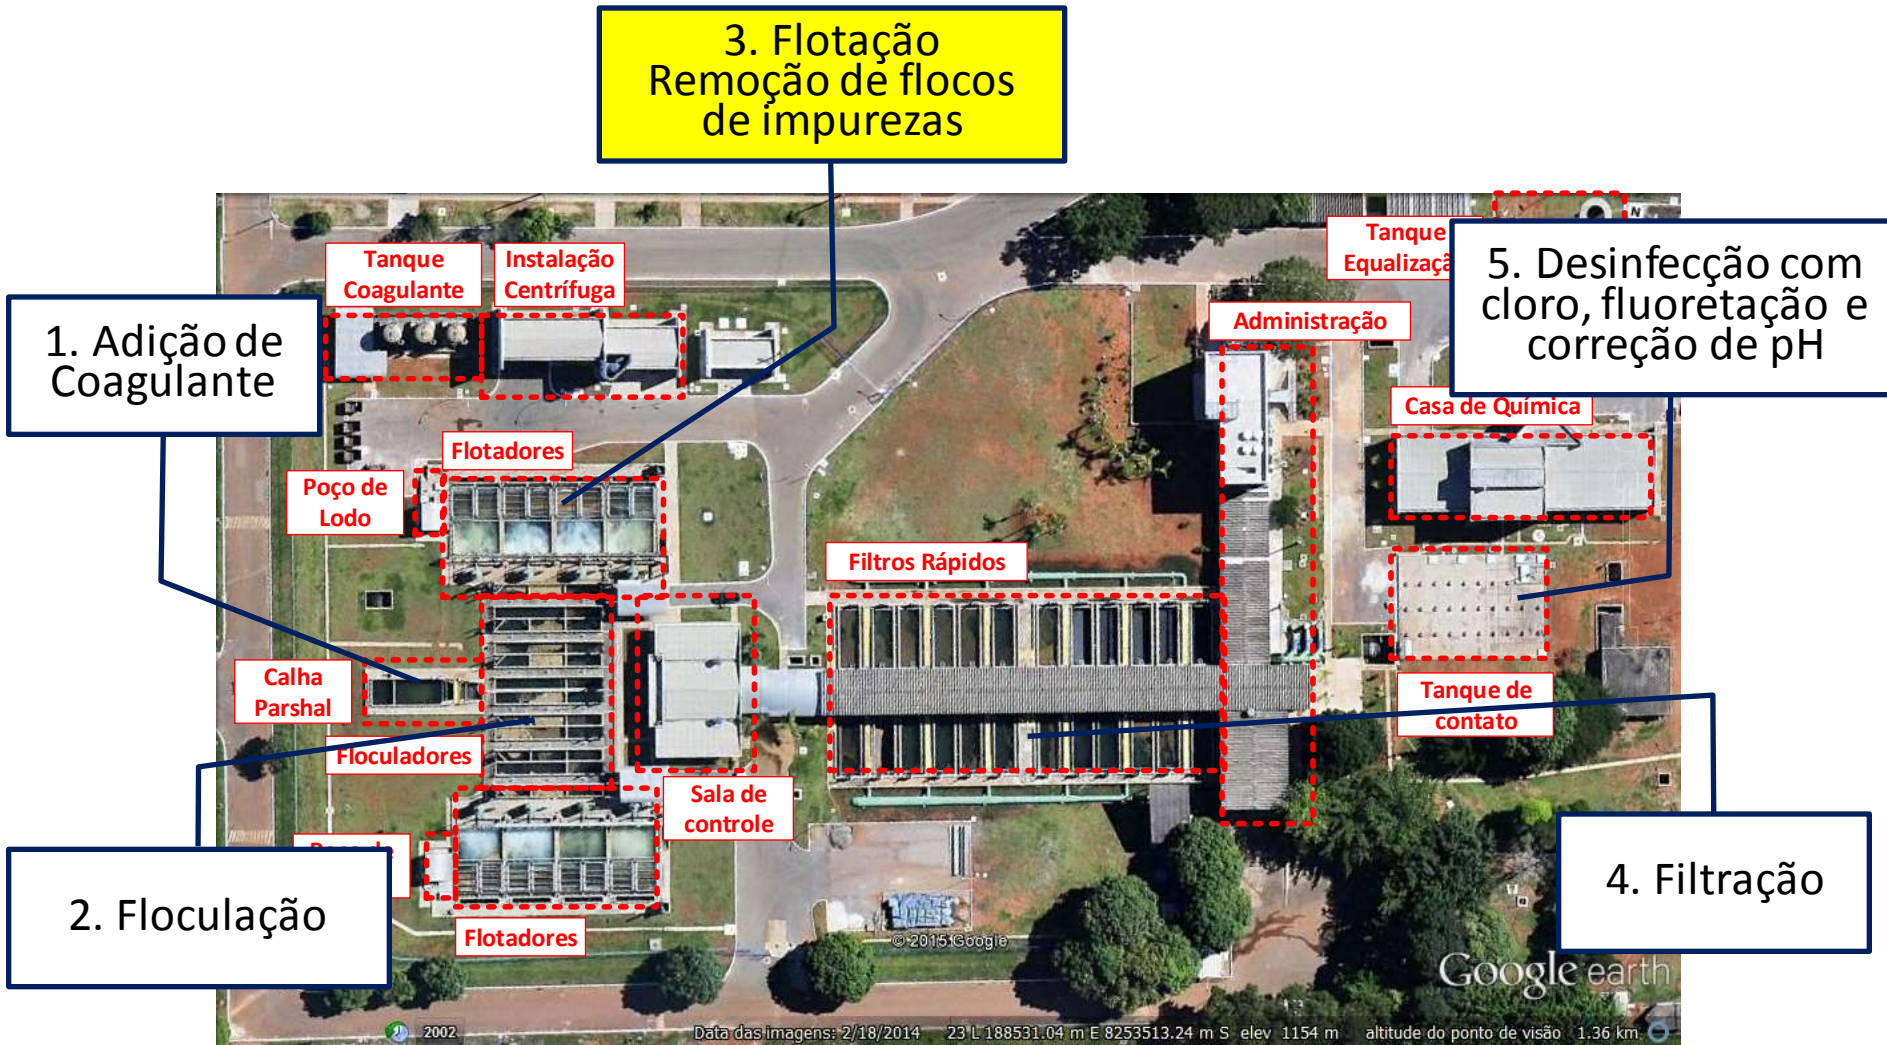 3. Flotação
Remoção de flocos
de impurezas
Tanque
Coagulante
Instalação
Centrífuga
Tanque
Equalizaçã
5. Desinfecção com
cloro, fluoretação e
correção de pH
1. Adição de
Coagulante
Administração
Casa de Química
Flotadores
Poço de
Lodo
Filtros Rápidos
Calha
Parshal
Tanque de
contato
Floculadores
Sala de
controle
2. Floculação
4. Filtração
Flotadores
© 2015 Google
Google earth
2002
Data das imagens: 2/18/2014 23 L 188531.04 m E 8253513.24 m S elev 1154 m altitude do ponto de visão 1.36 km
N